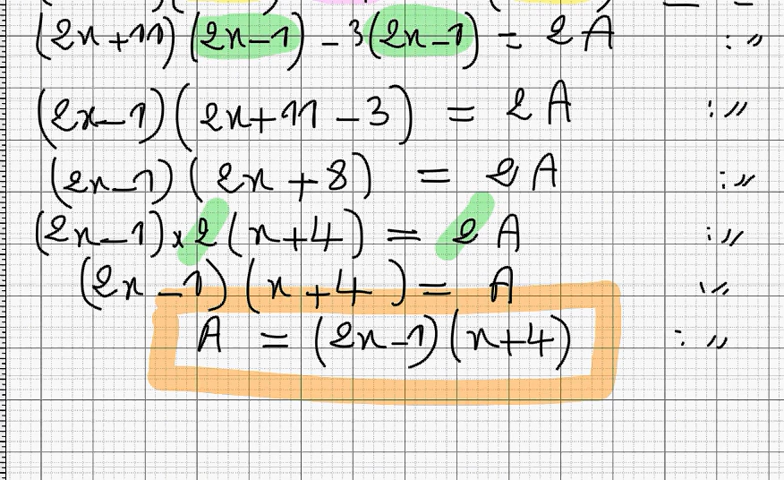 (2x+11)(2x-1) - 3(2x-1) = 2A :"
(2x-1)(2x+11-3) = 2A :"
(2x-1)(2x+8) = 2A :"
(2x-1)×2(x+4) = 2A :"
(2x-1)(x+4) = A :"
A = (2x-1)(x+4) :"